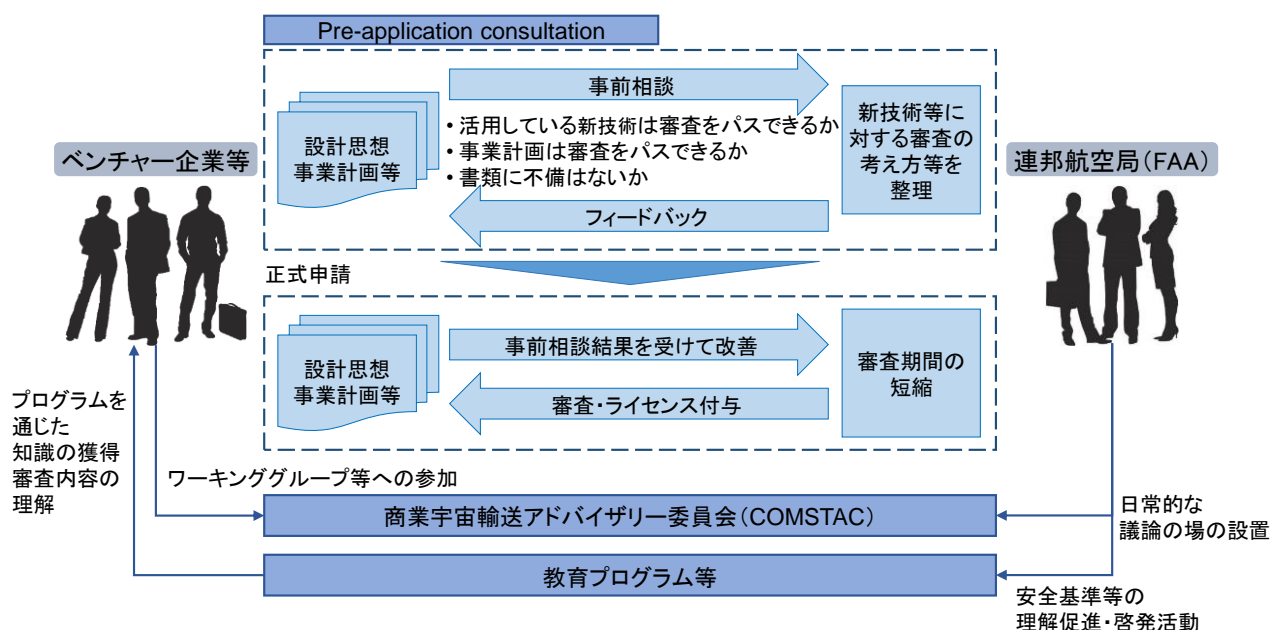 Pre-application consultation
事前相談
・活用している新技術は審査をパスできるか
・事業計画は審査をパスできるか
・書類に不備はないか
フィードバック
設計思想
事業計画等
新技術等に
対する審査の
考え方等を
整理
ベンチャー企業等
連邦航空局(FAA)
正式申請
設計思想
事業計画等
事前相談結果を受けて改善
審査・ライセンス付与
審査期間の
短縮
プログラムを
通じた
知識の獲得
審査内容の
理解
ワーキンググループ等への参加
商業宇宙輸送アドバイザリー委員会(COMSTAC)
日常的な
議論の場の設置
教育プログラム等
安全基準等の
理解促進・啓発活動